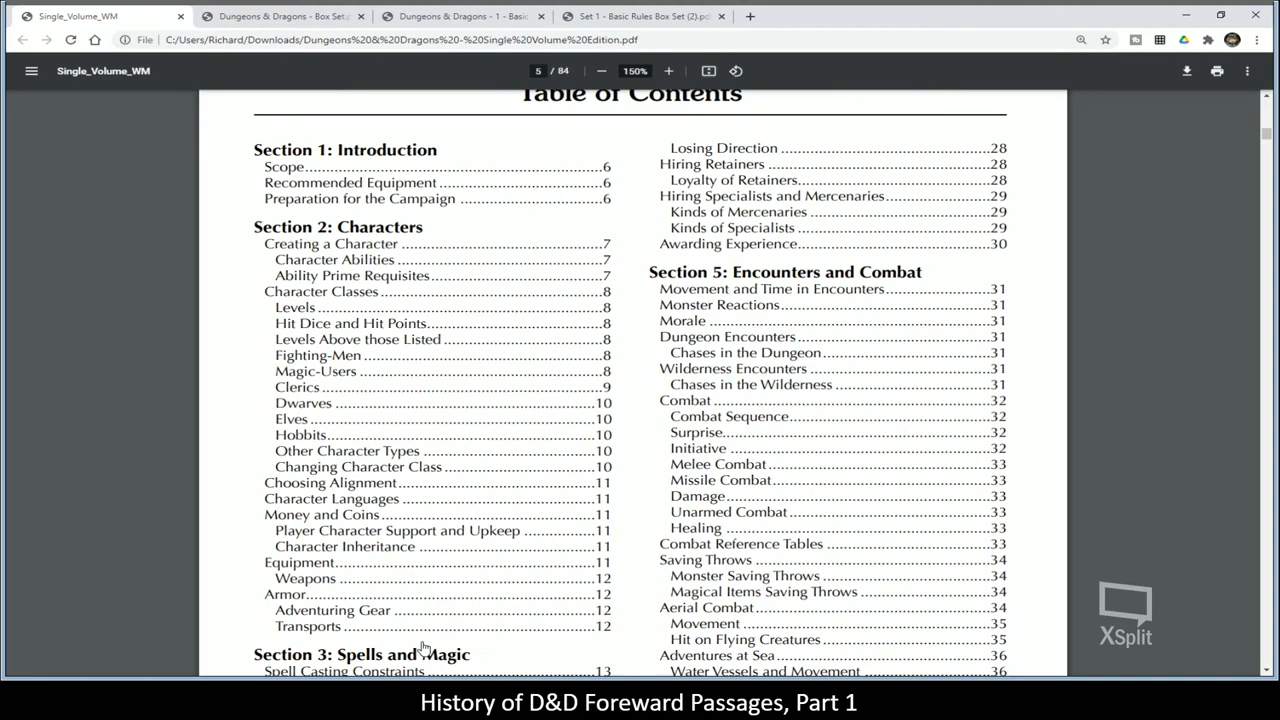 Single_Volume_WM
Dungeons & Dragons - Box Set.p
Dungeons & Dragons - 1 - Basic
Set 1 - Basic Rules Box Set (2).pd
File
C:/Users/Richard/Downloads/Dungeons%20&%20Dragons%20-%20Single%20Volume%20Edition.pdf
Single_Volume_WM
5 / 84
150%
Table of Contents
Section 1: Introduction
Scope............................................................6
Recommended Equipment...............................6
Preparation for the Campaign...........................6
Section 2: Characters
Creating a Character........................................7
Character Abilities..........................................7
Ability Prime Requisites..................................7
Character Classes............................................8
Levels...........................................................8
Hit Dice and Hit Points...................................8
Levels Above those Listed...............................8
Fighting-Men.................................................8
Magic-Users..................................................8
Clerics..........................................................9
Dwarves.......................................................10
Elves............................................................10
Hobbits.........................................................10
Other Character Types...................................10
Changing Character Class..............................10
Choosing Alignment........................................11
Character Languages.......................................11
Money and Coins............................................11
Player Character Support and Upkeep.............11
Character Inheritance....................................11
Equipment......................................................11
Weapons.......................................................12
Armor............................................................12
Adventuring Gear..........................................12
Transports.....................................................12
Section 3: Spells and Magic
Spell Casting Constraints.................................13
Losing Direction............................................28
Hiring Retainers..............................................28
Loyalty of Retainers.......................................28
Hiring Specialists and Mercenaries...................29
Kinds of Mercenaries.....................................29
Kinds of Specialists........................................29
Awarding Experience.......................................30
Section 5: Encounters and Combat
Movement and Time in Encounters...................31
Monster Reactions...........................................31
Morale...........................................................31
Dungeon Encounters.......................................31
Chases in the Dungeon..................................31
Wilderness Encounters....................................31
Chases in the Wilderness...............................31
Combat..........................................................32
Combat Sequence.........................................32
Surprise........................................................32
Initiative.......................................................32
Melee Combat...............................................33
Missile Combat.............................................33
Damage........................................................33
Unarmed Combat..........................................33
Healing.........................................................33
Combat Reference Tables................................33
Saving Throws................................................34
Monster Saving Throws..................................34
Magical Items Saving Throws.........................34
Aerial Combat.................................................34
Movement....................................................35
Hit on Flying Creatures..................................35
Adventures at Sea...........................................36
Water Vessels and Movement.........................36
XSplit
History of D&D Foreward Passages, Part 1